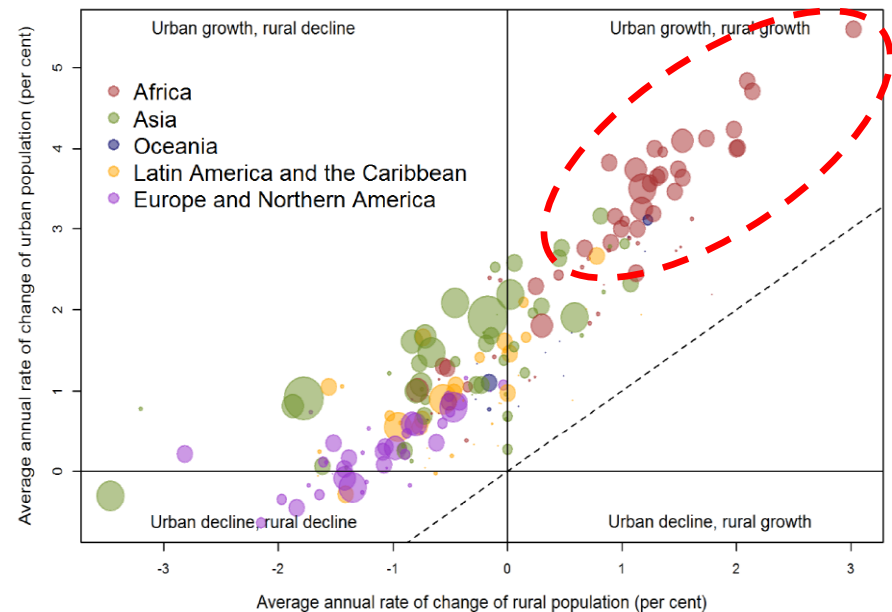 Urban growth, rural decline
Urban growth, rural growth
Africa
Asia
Oceania
Latin America and the Caribbean
Europe and Northern America
Urban decline, rural decline
Urban decline, rural growth
Average annual rate of change of urban population (per cent)
5
4
3
2
1
0
-3
-2
-1
0
1
2
3
Average annual rate of change of rural population (per cent)